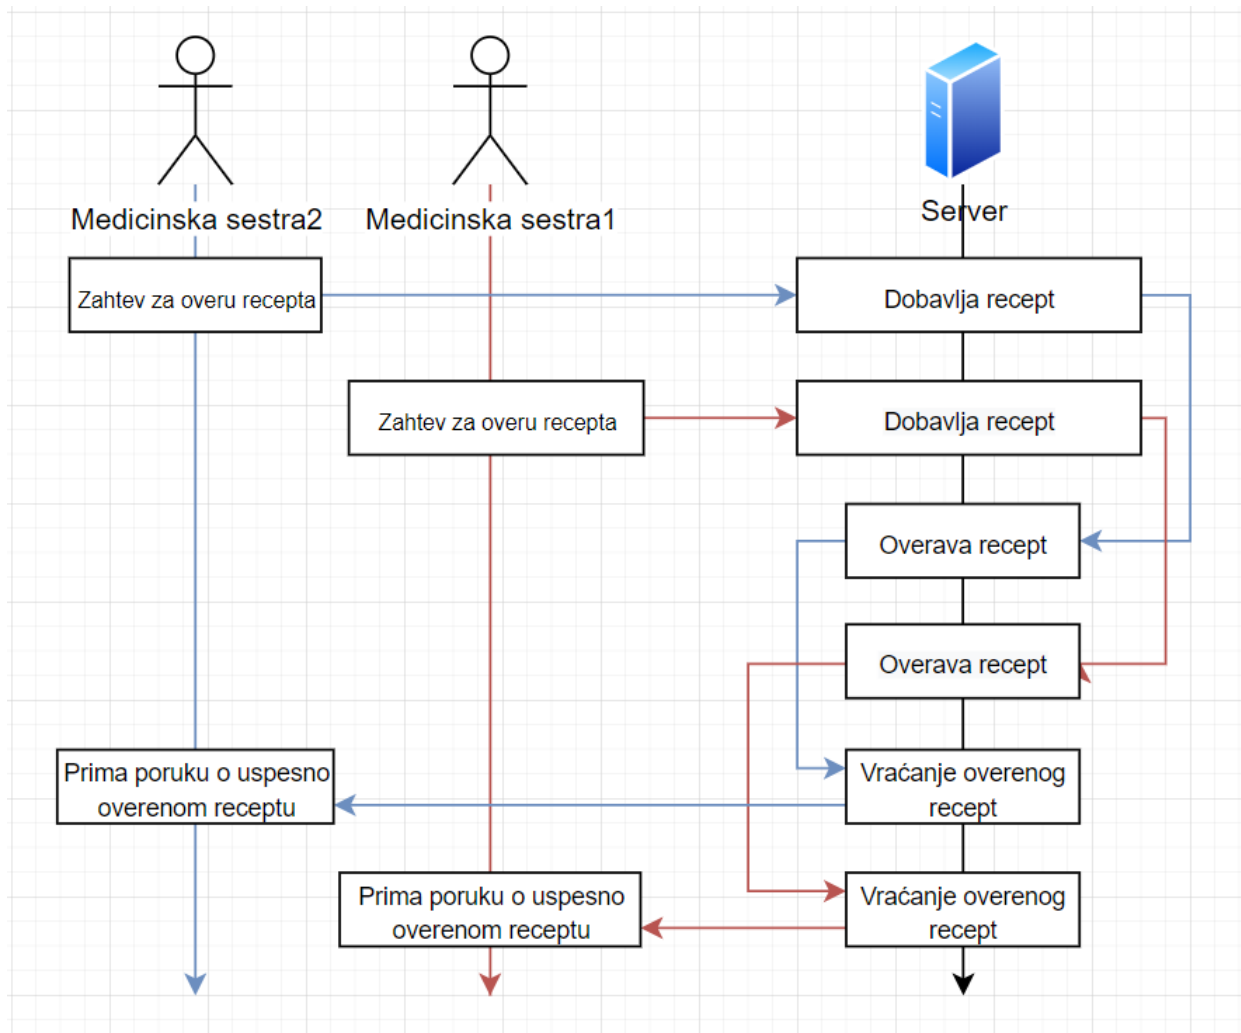 Medicinska sestra2
Medicinska sestra1
Server
Zahtev za overu recepta
Dobavlja recept
Zahtev za overu recepta
Dobavlja recept
Overava recept
Overava recept
Prima poruku o uspesno
overenom receptu
Vraćanje overenog
recept
Prima poruku o uspesno
overenom receptu
Vraćanje overenog
recept